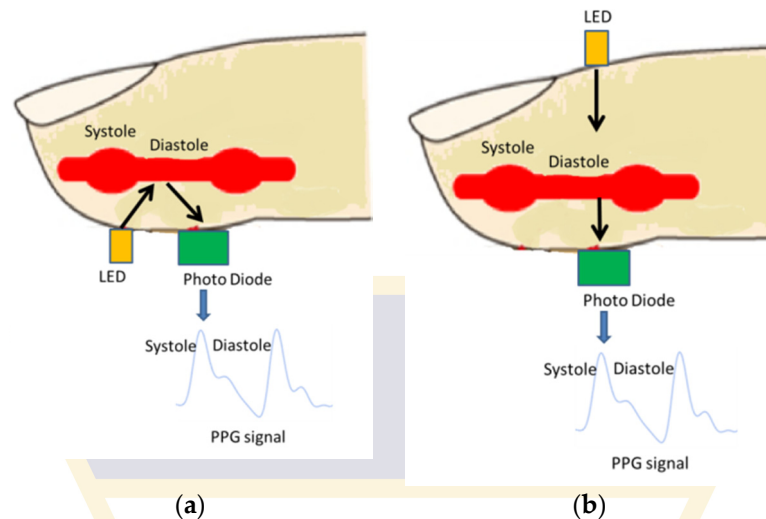 Systole
Diastole
LED
Photo Diode
Systole Diastole
PPG signal
(a)
LED
Systole
Diastole
Photo Diode
Systole Diastole
PPG signal
(b)